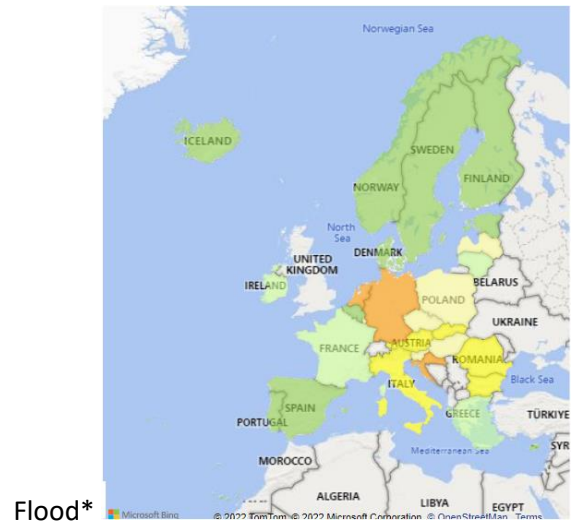 Norwegian Sea
ICELAND
SWEDEN
FINLAND
NORWAY
North
Sea
DENMARK
UNITED
KINGDOM
IRELAND
BELARUS
POLAND
UKRAINE
FRANCE
AUSTRIA
ROMANIA
ITALY
Black Sea
SPAIN
PORTUGAL
GREECE
TÜRKIYE
Mediterranean Sea
SYR
MOROCCO
ALGERIA
LIBYA
EGYPT
Flood*
Microsoft Bing
© 2022 TomTom, © 2022 Microsoft Corporation, © OpenStreetMap, Terms